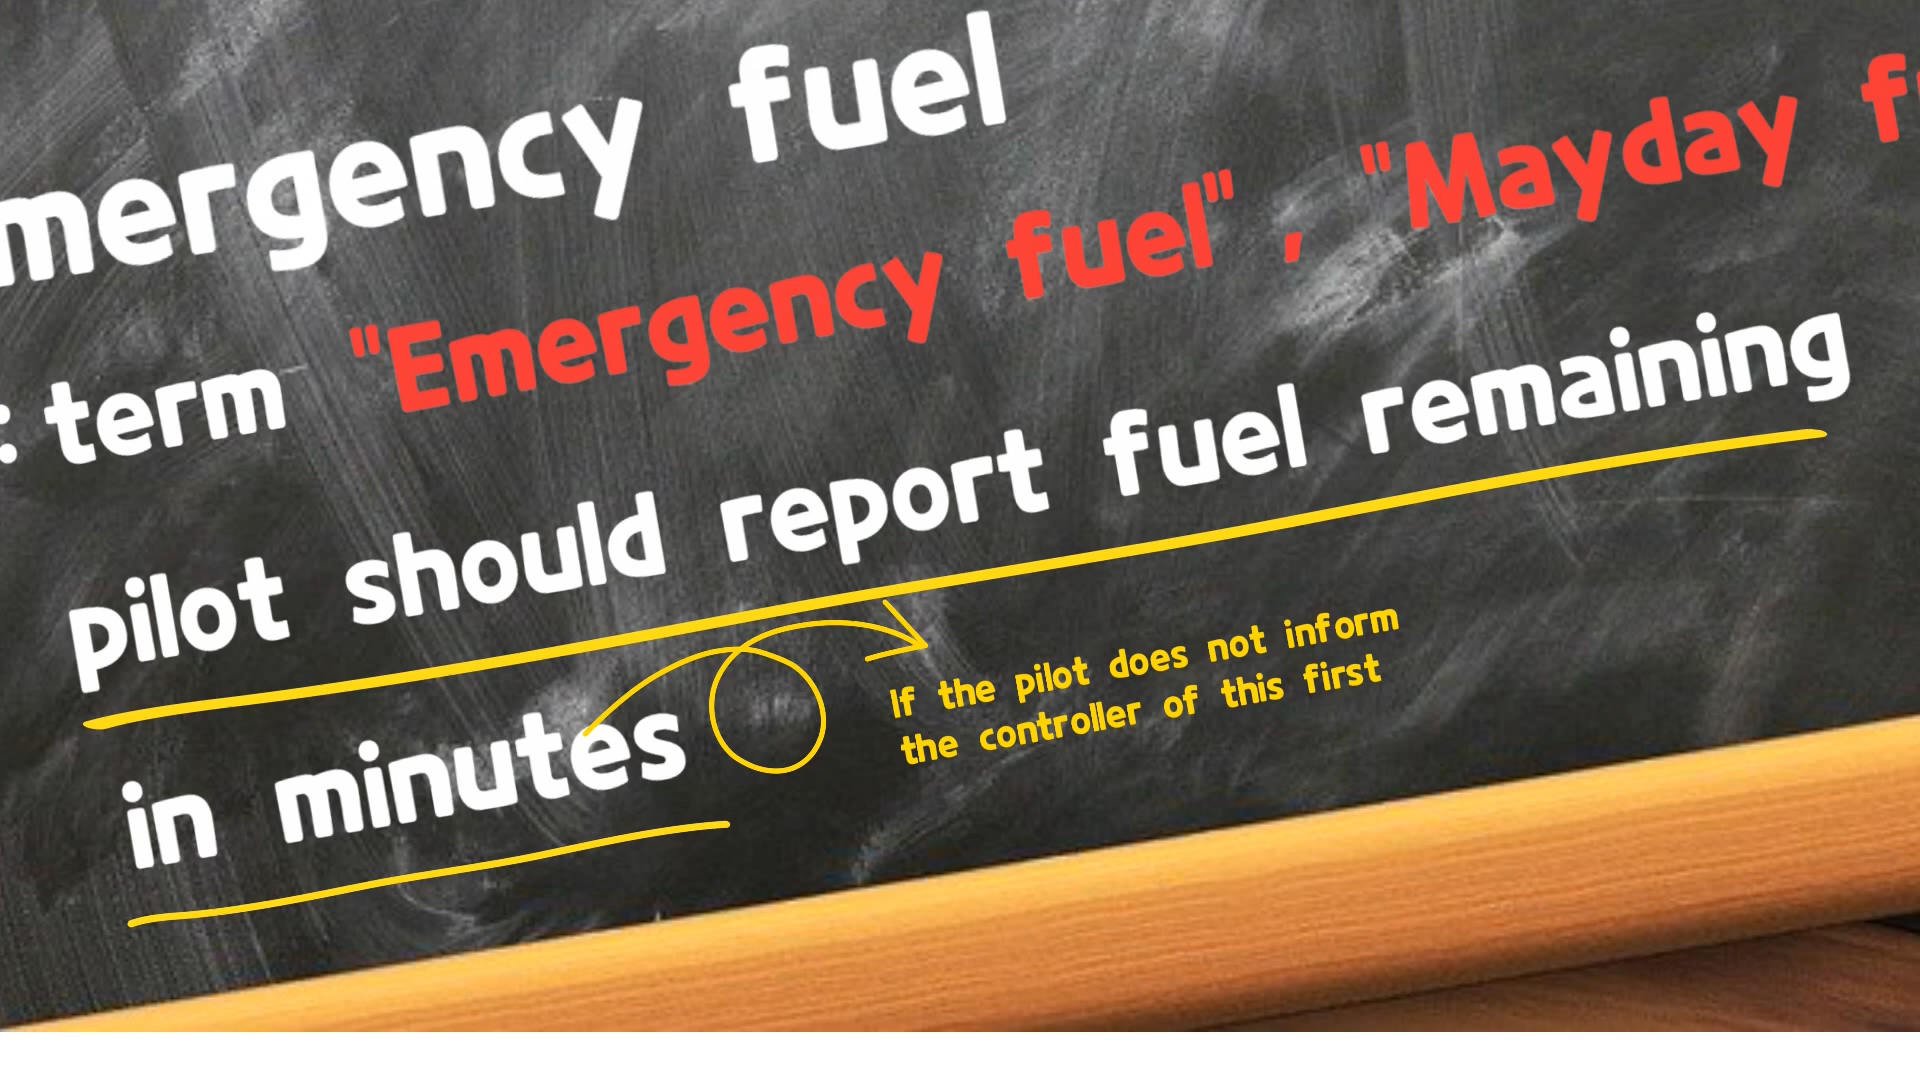 mergency fuel
: term "Emergency fuel", "Mayday f
pilot should report fuel remaining
in minutes
If the pilot does not inform
the controller of this first